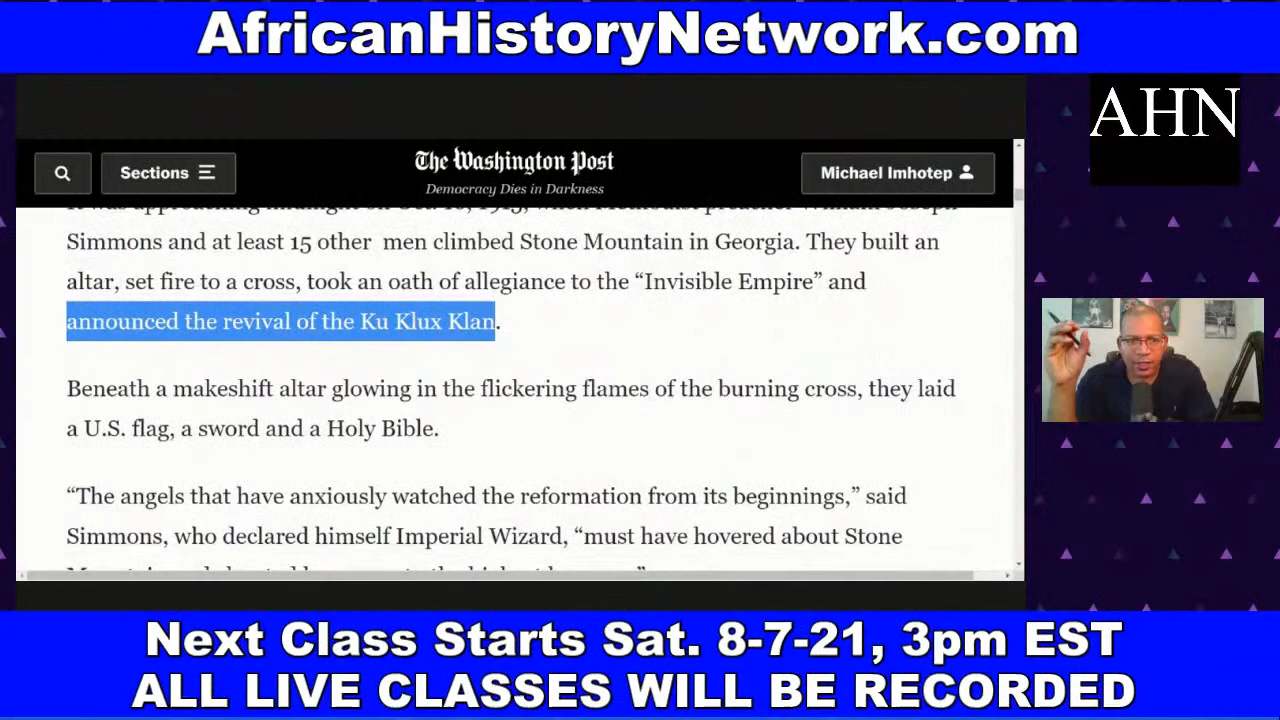 AfricanHistoryNetwork.com
AHN
Sections
The Washington Post
Democracy Dies in Darkness
Michael Imhotep
Simmons and at least 15 other men climbed Stone Mountain in Georgia. They built an
altar, set fire to a cross, took an oath of allegiance to the “Invisible Empire” and
announced the revival of the Ku Klux Klan.
Beneath a makeshift altar glowing in the flickering flames of the burning cross, they laid
a U.S. flag, a sword and a Holy Bible.
“The angels that have anxiously watched the reformation from its beginnings,” said
Simmons, who declared himself Imperial Wizard, “must have hovered about Stone
Next Class Starts Sat. 8-7-21, 3pm EST
ALL LIVE CLASSES WILL BE RECORDED